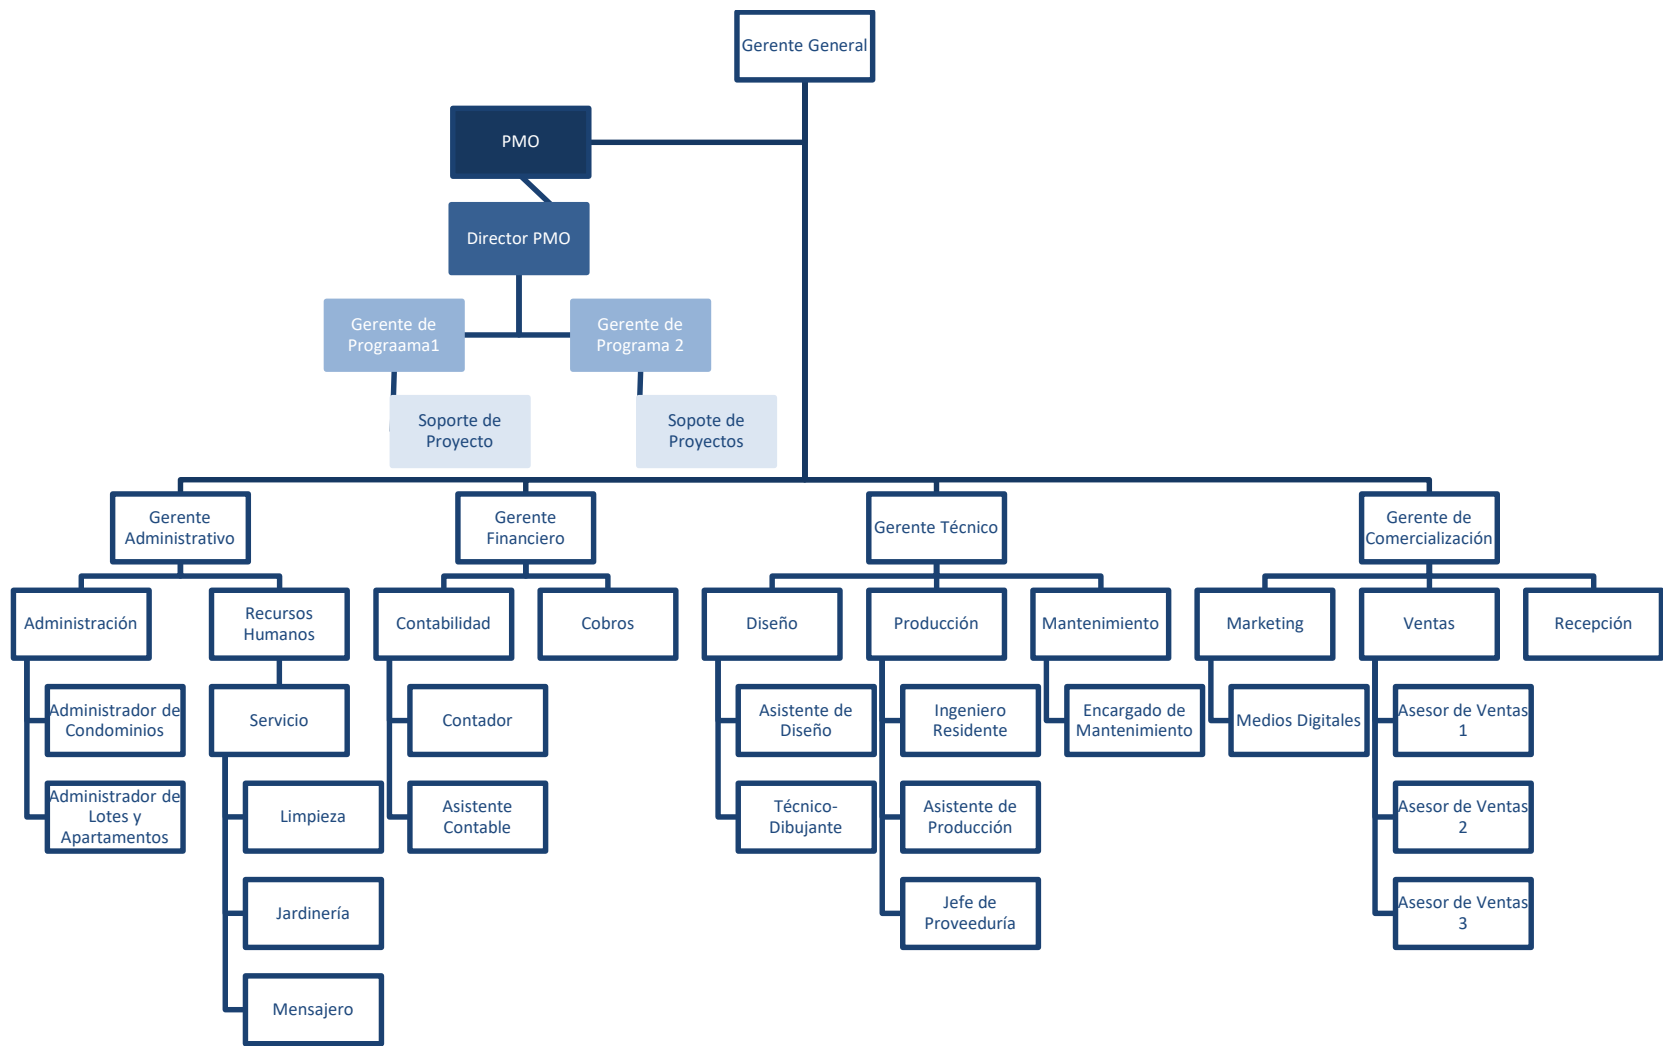 Gerente General
PMO
Director PMO
Gerente de
Prograama1
Gerente de
Programa 2
Soporte de
Proyecto
Sopote de
Proyectos
Gerente
Administrativo
Gerente
Financiero
Gerente Técnico
Gerente de
Comercialización
Administración
Recursos
Humanos
Contabilidad
Cobros
Diseño
Producción
Mantenimiento
Marketing
Ventas
Recepción
Administrador de
Condominios
Servicio
Contador
Asistente de
Diseño
Ingeniero
Residente
Encargado de
Mantenimiento
Medios Digitales
Asesor de Ventas
1
Administrador de
Lotes y
Apartamentos
Limpieza
Asistente
Contable
Técnico-
Dibujante
Asistente de
Producción
Asesor de Ventas
2
Jardinería
Jefe de
Proveeduría
Asesor de Ventas
3
Mensajero